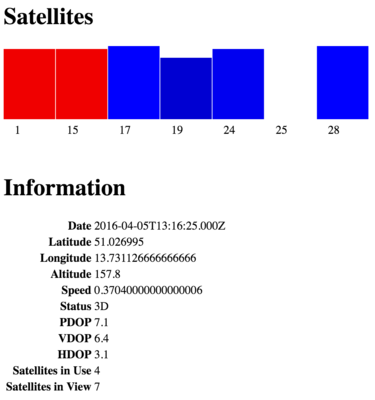 Satellites
1 15 17 19 24 25 28
Information
Date 2016-04-05T13:16:25.000Z
Latitude 51.026995
Longitude 13.731126666666666
Altitude 157.8
Speed 0.37040000000000006
Status 3D
PDOP 7.1
VDOP 6.4
HDOP 3.1
Satellites in Use 4
Satellites in View 7